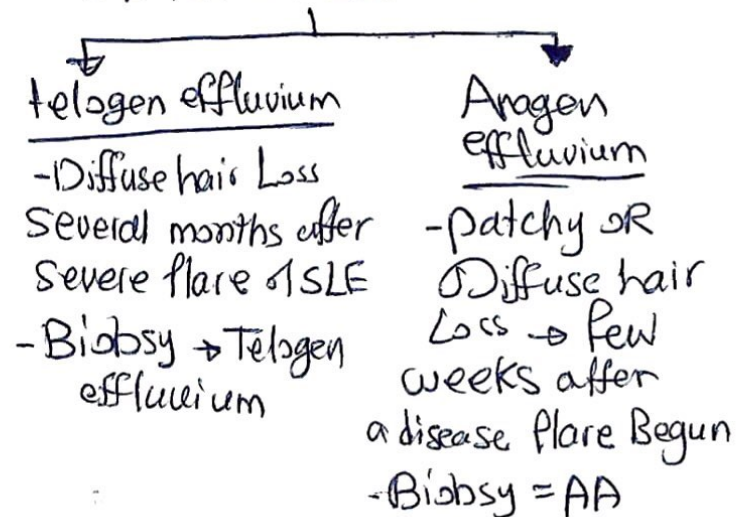 telogen effluvium
-Diffuse hair Loss
Several months after
Severe flare of SLE
- Biobsy → Telogen
effluvium
Anagen
effluvium
- patchy OR
Diffuse hair
Loss → few
weeks after
a disease flare Begun
- Biobsy = AA